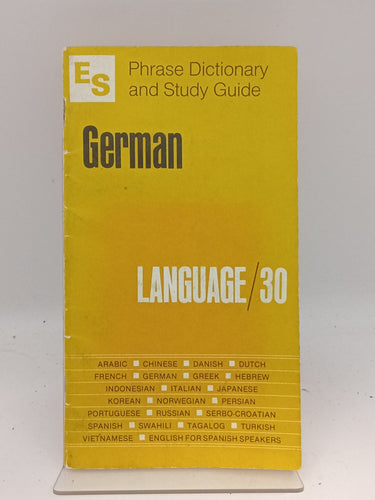 ES
Phrase Dictionary
and Study Guide
German
LANGUAGE/30
ARABIC ■ CHINESE ■ DANISH ■ DUTCH
FRENCH ■ GERMAN ■ GREEK ■ HEBREW
INDONESIAN ■ ITALIAN ■ JAPANESE
KOREAN ■ NORWEGIAN ■ PERSIAN
PORTUGUESE ■ RUSSIAN ■ SERBO-CROATIAN
SPANISH ■ SWAHILI ■ TAGALOG ■ TURKISH
VIETNAMESE ■ ENGLISH FOR SPANISH SPEAKERS